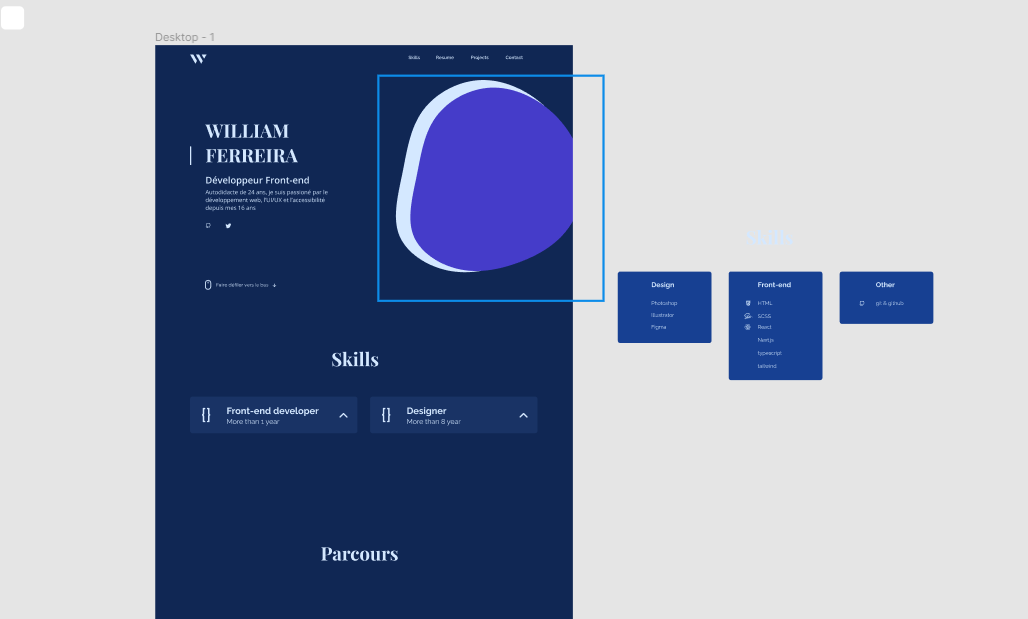 Desktop - 1
W
Skills
Resume
Projects
Contact
WILLIAM
FERREIRA
Développeur Front-end
Autodidacte de 24 ans, je suis passioné par le
développement web, l'UI/UX et l'accessibilité
depuis mes 16 ans
Faire défiler vers le bas
Skills
{ } Front-end developer
More than 1 year
{ } Designer
More than 8 year
Parcours
Skills
Design
Photoshop
Illustrator
Figma
Front-end
HTML
SCSS
React
Nextjs
typescript
tailwind
Other
git & github